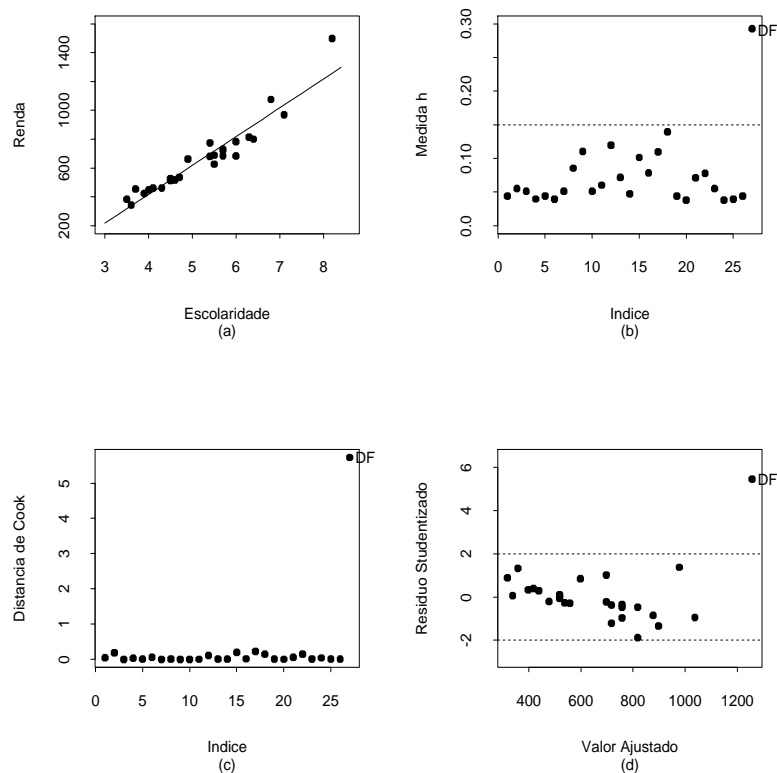 Renda
200 600 1000 1400
3 4 5 6 7 8
Escolaridade
(a)
Medida h
0.0 0.10 0.20 0.30
DF
0 5 10 15 20 25
Indice
(b)
Distancia de Cook
0 1 2 3 4 5
DF
0 5 10 15 20 25
Indice
(c)
Residuo Studentizado
-2 0 2 4 6
DF
400 600 800 1000 1200
Valor Ajustado
(d)